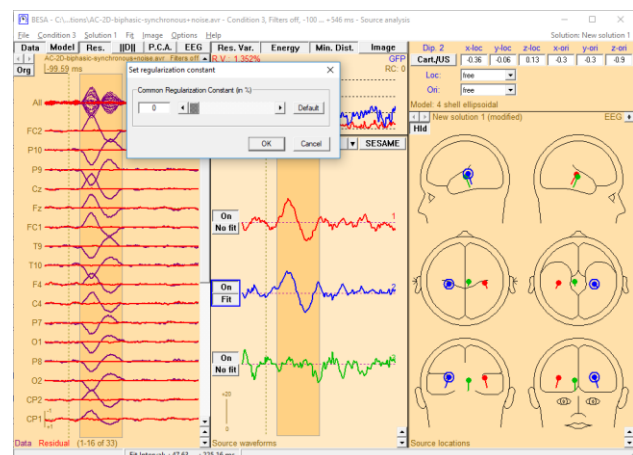 BESA - C:\...tions\AC-2D-biphasic-synchronous+noise.avr - Condition 3, Filters off, -100 ... +546 ms - Source analysis
File Condition 3 Solution 1 Fit Image Options Help
Solution: New solution 1
Data Model Res. ||D|| P.C.A. EEG
Res. Var. Energy Min. Dist. Image
Dip. 2 x-loc y-loc z-loc x-ori y-ori z-ori
Cart./US -0.36 -0.06 0.13 -0.3 -0.3 -0.9
Loc: free
Ori: free
Model: 4 shell ellipsoidal
AC-2D-biphasic-synchronous+noise.avr Filters off
R.V.: 1.352%
GFP
Org
-99.59 ms
RC: 0
Set regularization constant
Common Regularization Constant (in %)
0
Default
OK
Cancel
SESAME
New solution 1 (modified)
EEG
Hld
All
FC2
P10
P9
Cz
Fz
FC1
T9
T10
F4
C4
P7
O1
P8
O2
CP2
CP1
On
No fit
1
On
Fit
2
On
No fit
+20
Data Residual (1-16 of 33)
Source waveforms
Source locations